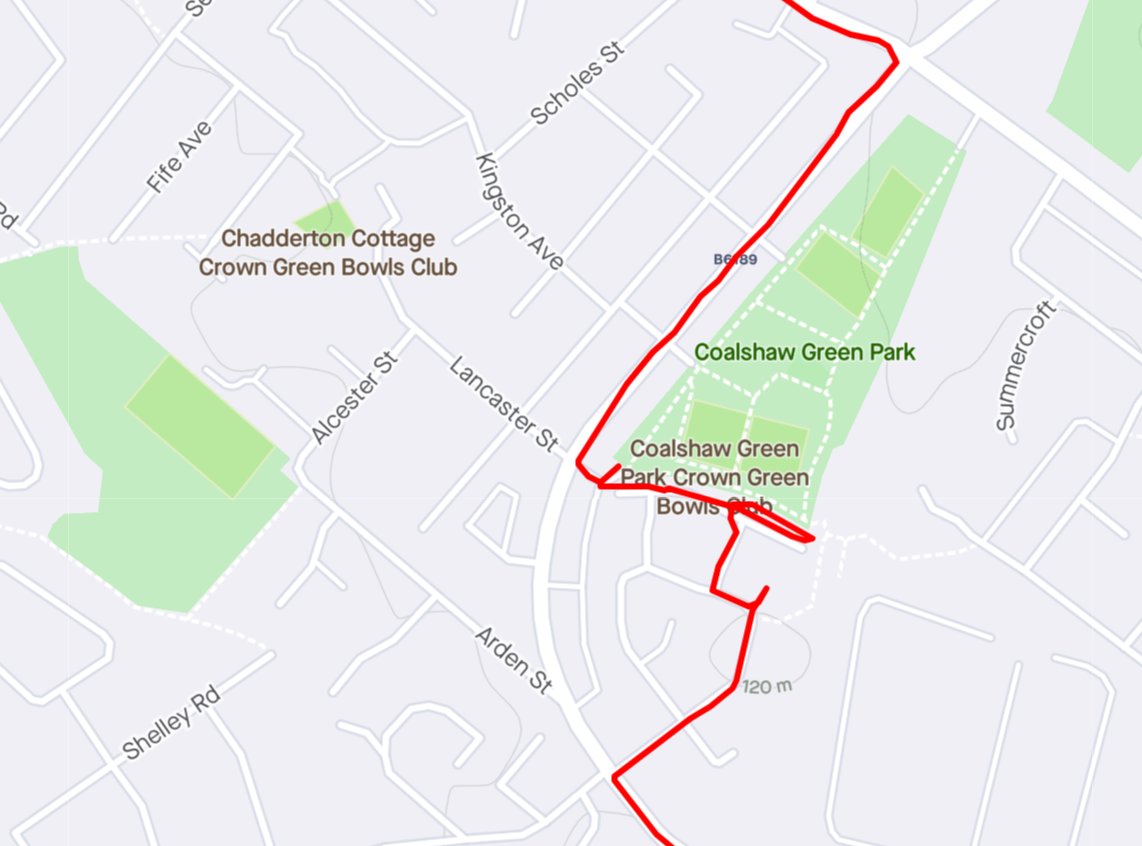 Scholes St
Fife Ave
Kingston Ave
Chadderton Cottage
Crown Green Bowls Club
B6189
Coalshaw Green Park
Summercroft
Alcester St
Lancaster St
Coalshaw Green
Park Crown Green
Bowls Club
Arden St
120 m
Shelley Rd
Rd